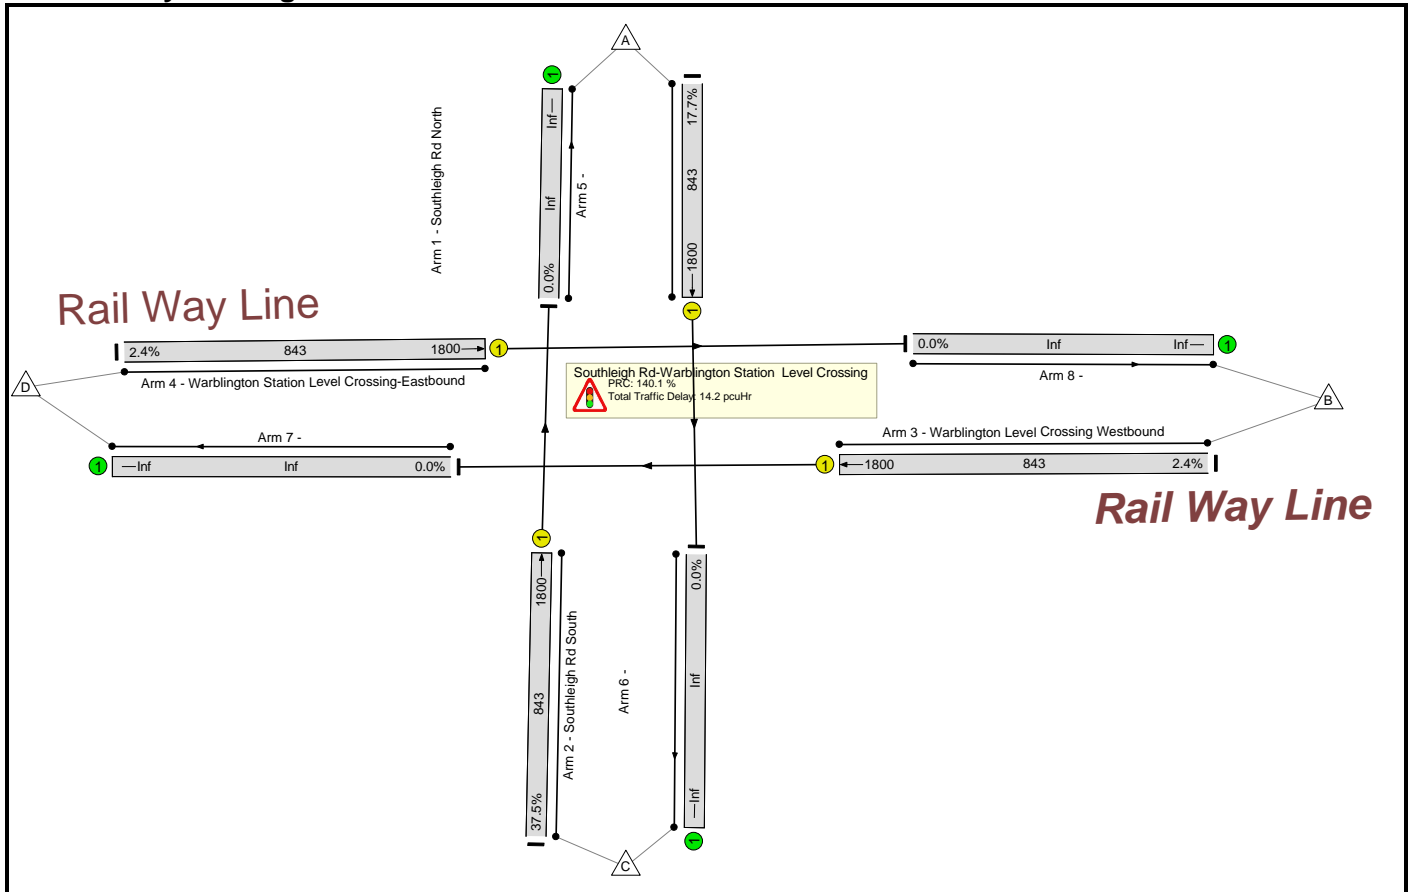 A
1
17.7%
843
1800
1
Inf
Inf
0.0%
Arm 5 -
Arm 1 - Southleigh Rd North
Rail Way Line
2.4% 843 1800
1
Arm 4 - Warblington Station Level Crossing-Eastbound
0.0% Inf Inf
1
Arm 8 -
D
B
Southleigh Rd-Warblington Station Level Crossing
PRC: 140.1 %
Total Traffic Delay: 14.2 pcuHr
Arm 7 -
1
Inf Inf 0.0%
Arm 3 - Warblington Level Crossing Westbound
1
1800 843 2.4%
Rail Way Line
1
1800
843
37.5%
Arm 2 - Southleigh Rd South
Arm 6 -
0.0%
Inf
Inf
1
C